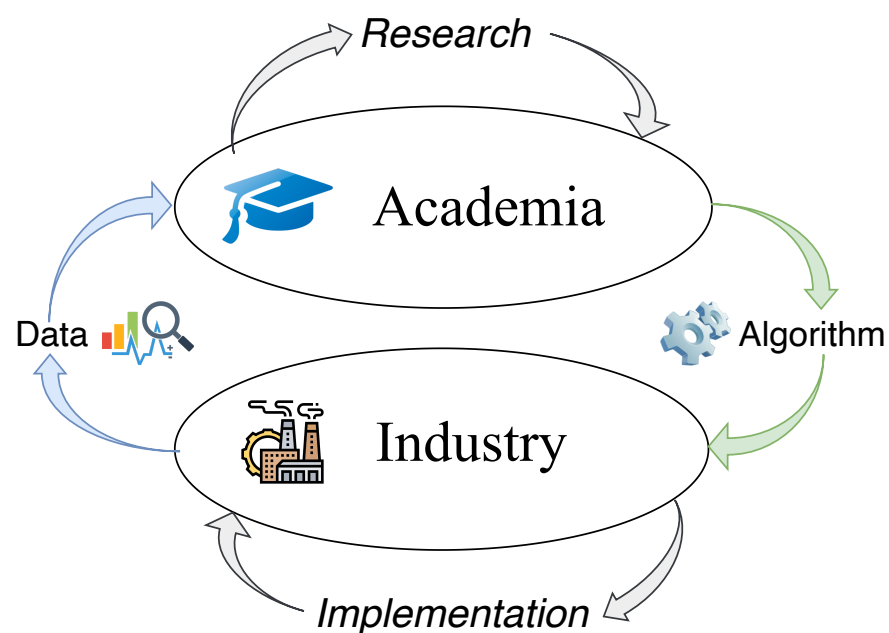 Research
Academia
Data
Algorithm
Industry
Implementation